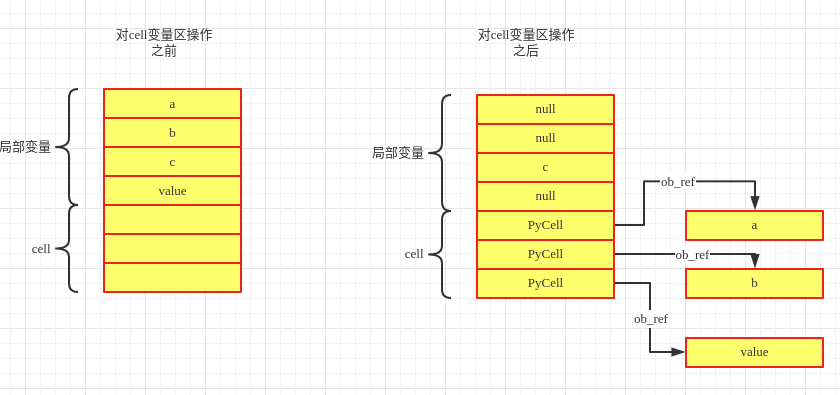 对cell变量区操作
之前
a
b
c
value
局部变量
cell
对cell变量区操作
之后
null
null
c
null
PyCell
PyCell
PyCell
局部变量
cell
ob_ref
a
ob_ref
b
ob_ref
value